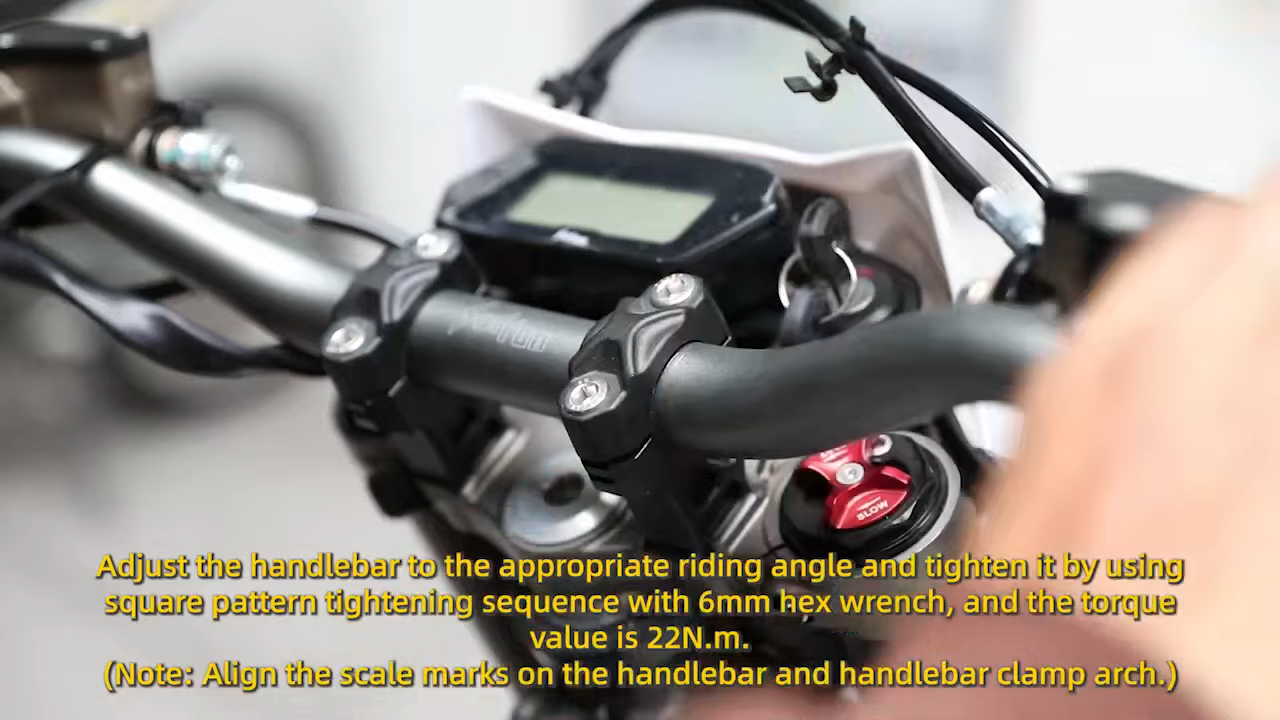 SLOW
Adjust the handlebar to the appropriate riding angle and tighten it by using
square pattern tightening sequence with 6mm hex wrench, and the torque
value is 22N.m.
(Note: Align the scale marks on the handlebar and handlebar clamp arch.)